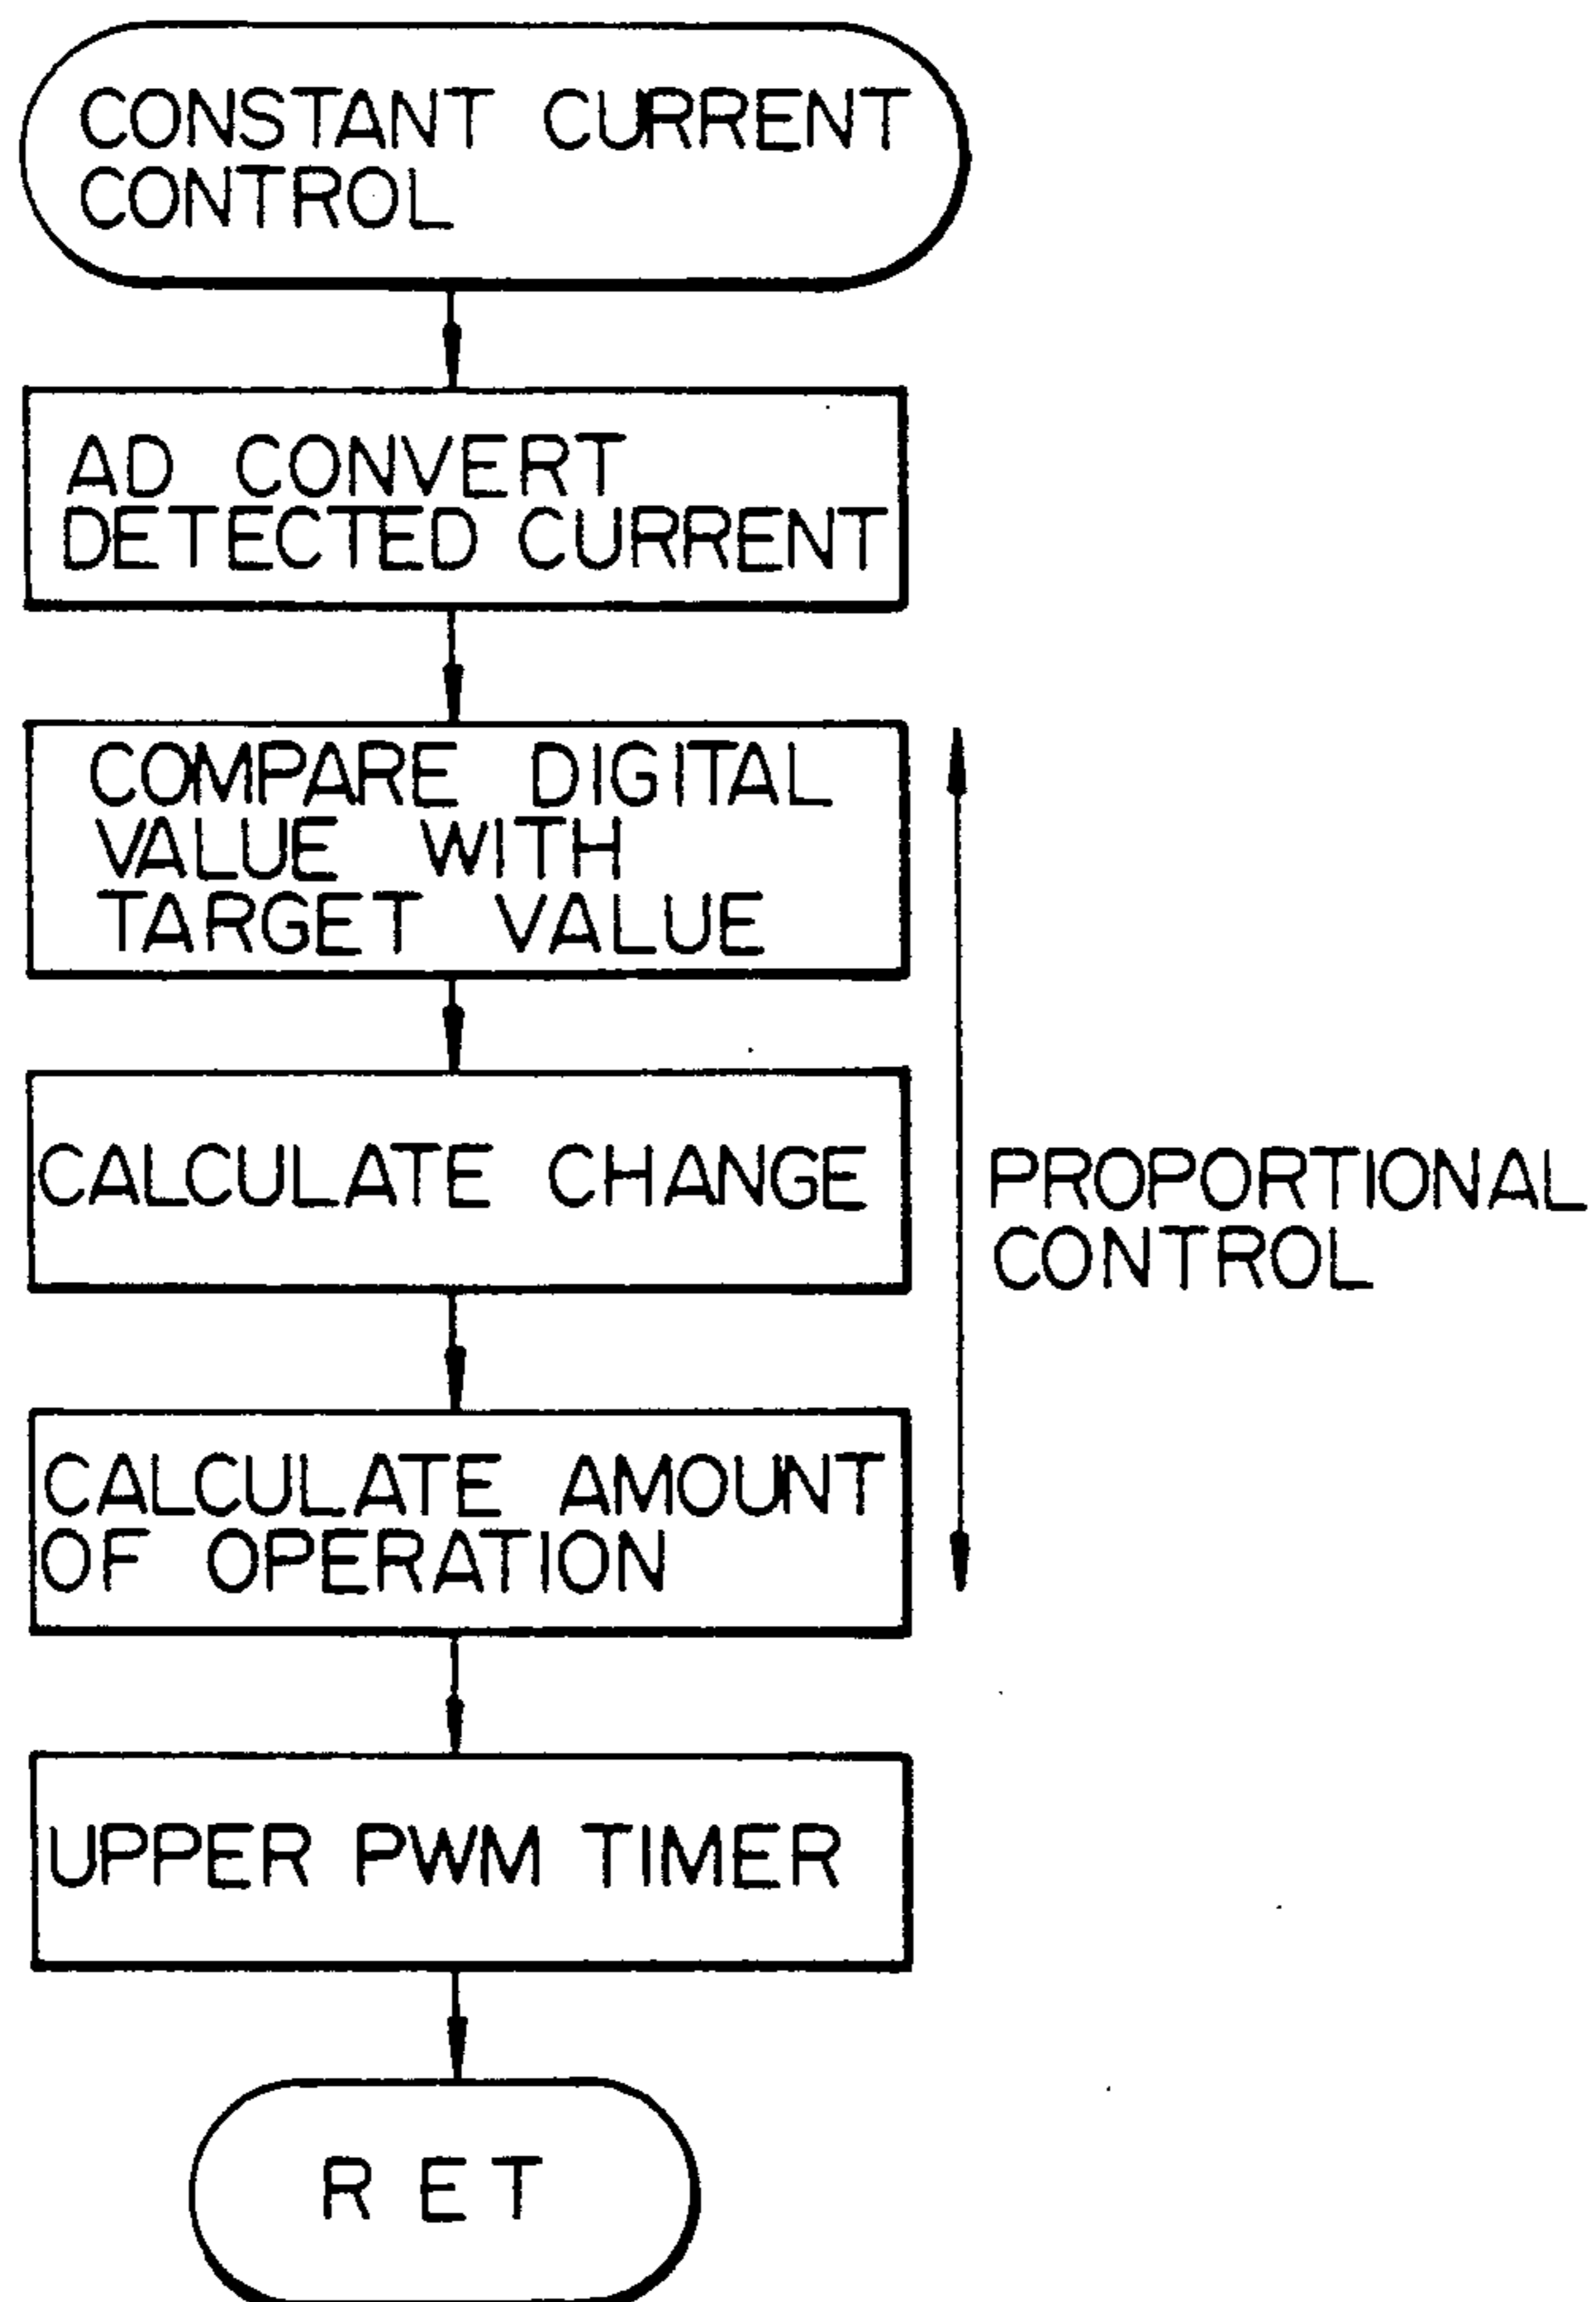 CONSTANT CURRENT
CONTROL
AD CONVERT
DETECTED CURRENT
COMPARE DIGITAL
VALUE WITH
TARGET VALUE
CALCULATE CHANGE
PROPORTIONAL
CONTROL
CALCULATE AMOUNT
OF OPERATION
UPPER PWM TIMER
RET